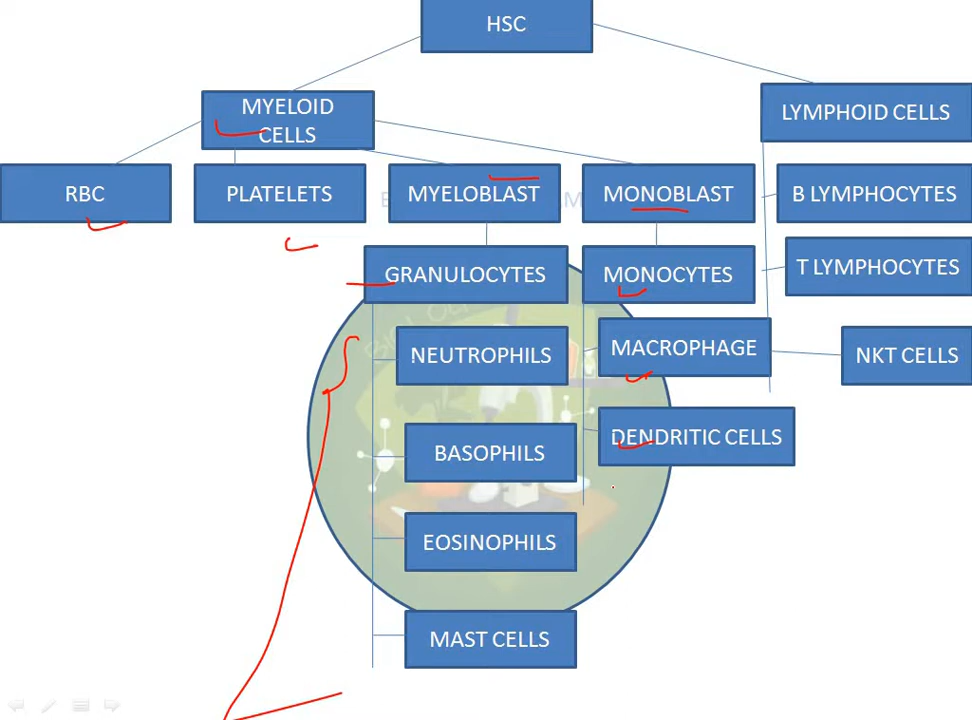 HSC
MYELOID
CELLS
LYMPHOID CELLS
RBC
PLATELETS
MYELOBLAST
MONOBLAST
B LYMPHOCYTES
GRANULOCYTES
MONOCYTES
T LYMPHOCYTES
NEUTROPHILS
MACROPHAGE
NKT CELLS
BASOPHILS
DENDRITIC CELLS
EOSINOPHILS
MAST CELLS